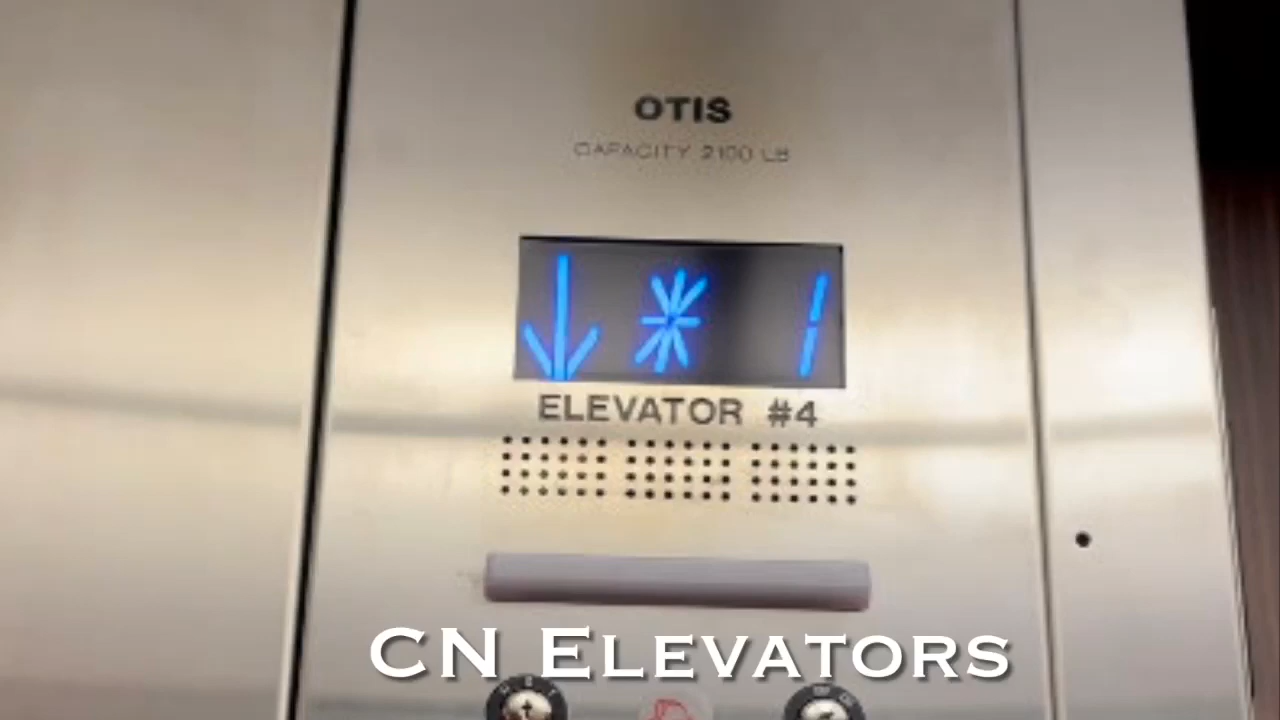 OTIS
CAPACITY 2100 LB
↓ * 1
ELEVATOR #4
CN ELEVATORS